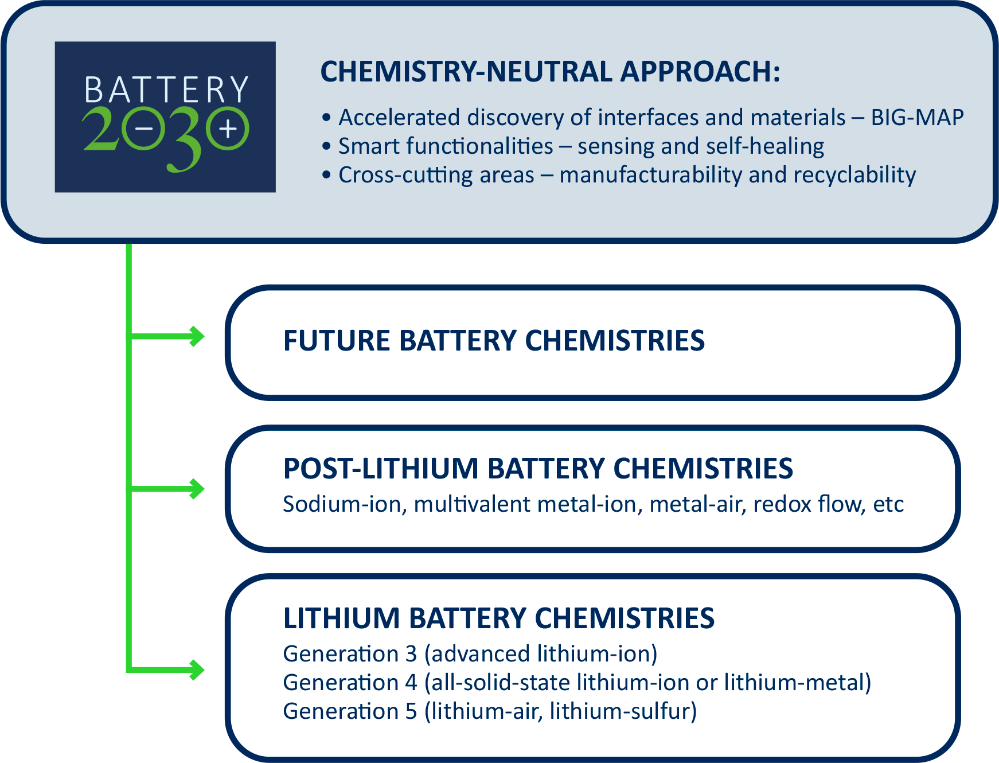 BATTERY
2030
CHEMISTRY-NEUTRAL APPROACH:
• Accelerated discovery of interfaces and materials – BIG-MAP
• Smart functionalities – sensing and self-healing
• Cross-cutting areas – manufacturability and recyclability
FUTURE BATTERY CHEMISTRIES
POST-LITHIUM BATTERY CHEMISTRIES
Sodium-ion, multivalent metal-ion, metal-air, redox flow, etc
LITHIUM BATTERY CHEMISTRIES
Generation 3 (advanced lithium-ion)
Generation 4 (all-solid-state lithium-ion or lithium-metal)
Generation 5 (lithium-air, lithium-sulfur)